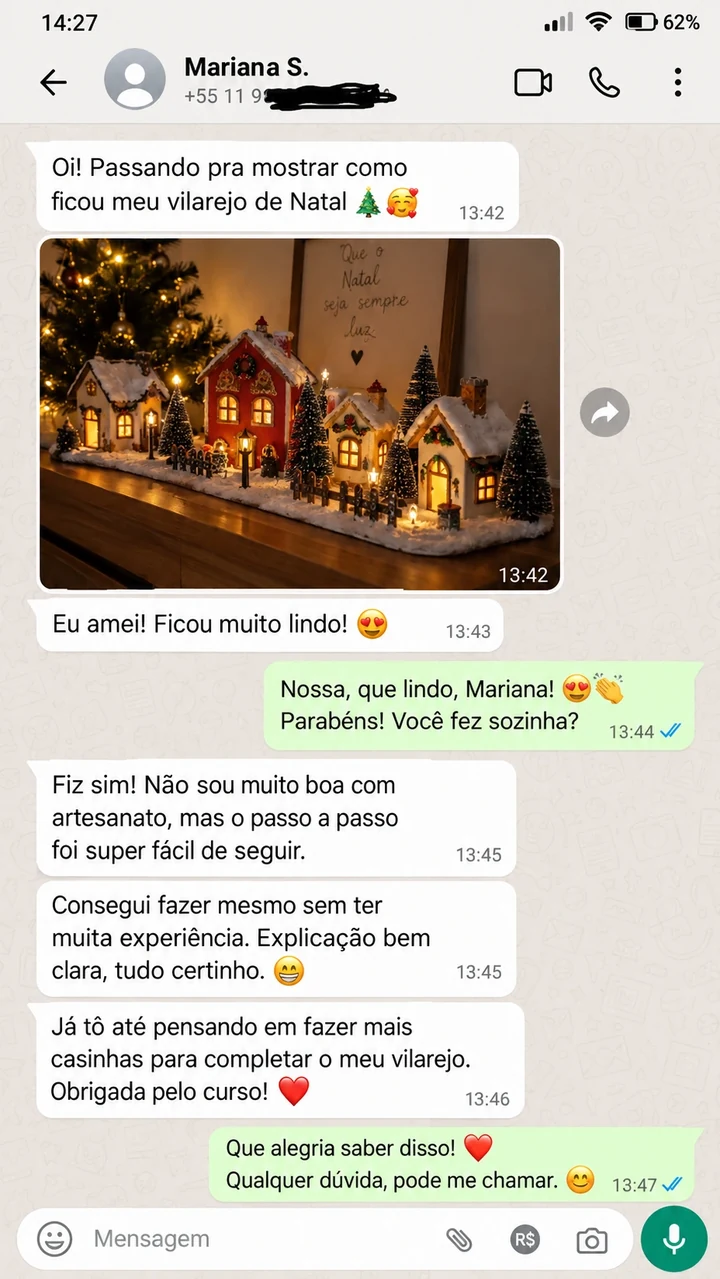 14:27
62%
Mariana S.
+55 11 9
Oi! Passando pra mostrar como
ficou meu vilarejo de Natal 🎄🥰
13:42
Que o
Natal
seja sempre
luz
♥
13:42
Eu amei! Ficou muito lindo! 😍
13:43
Nossa, que lindo, Mariana! 😍👏
Parabéns! Você fez sozinha?
13:44
Fiz sim! Não sou muito boa com
artesanato, mas o passo a passo
foi super fácil de seguir.
13:45
Consegui fazer mesmo sem ter
muita experiência. Explicação bem
clara, tudo certinho. 😁
13:45
Já tô até pensando em fazer mais
casinhas para completar o meu vilarejo.
Obrigada pelo curso! ❤️
13:46
Que alegria saber disso! ❤️
Qualquer dúvida, pode me chamar. 😊
13:47
Mensagem
R$